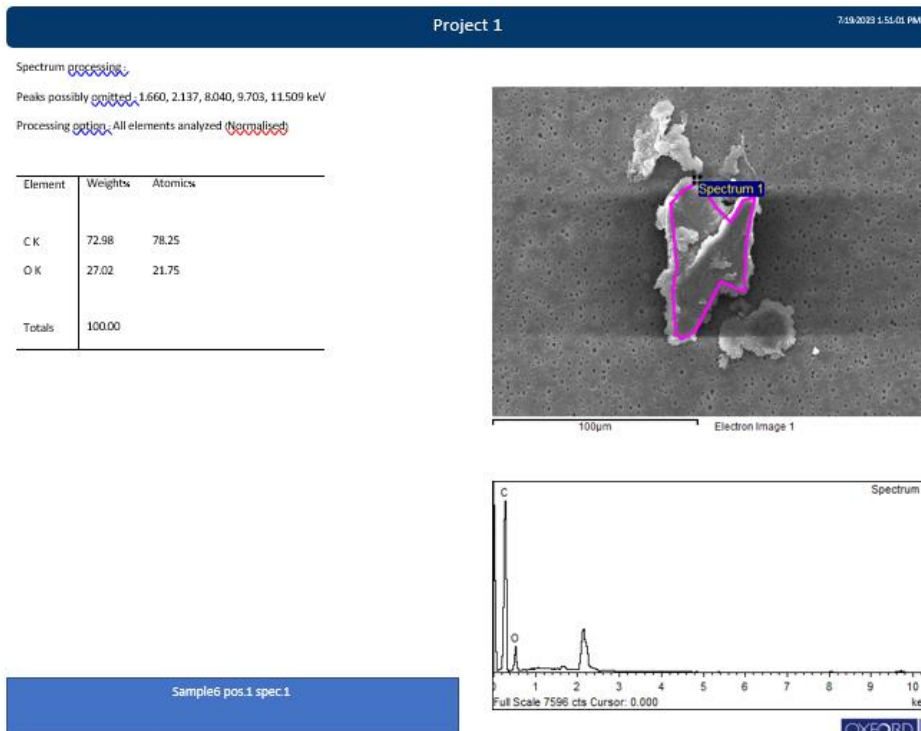 Project 1
7-19-2023 1.51.01 PM
Spectrum processing :
Peaks possibly omitted : 1.660, 2.137, 8.040, 9.703, 11.509 keV
Processing option : All elements analyzed (Normalised)
Element Weight% Atomic%
C K 72.98 78.25
O K 27.02 21.75
Totals 100.00
Spectrum 1
100µm Electron Image 1
Spectrum
C
O
0 1 2 3 4 5 6 7 8 9 10
Full Scale 7596 cts Cursor: 0.000 ke
Sample6 pos.1 spec.1
OXFORD